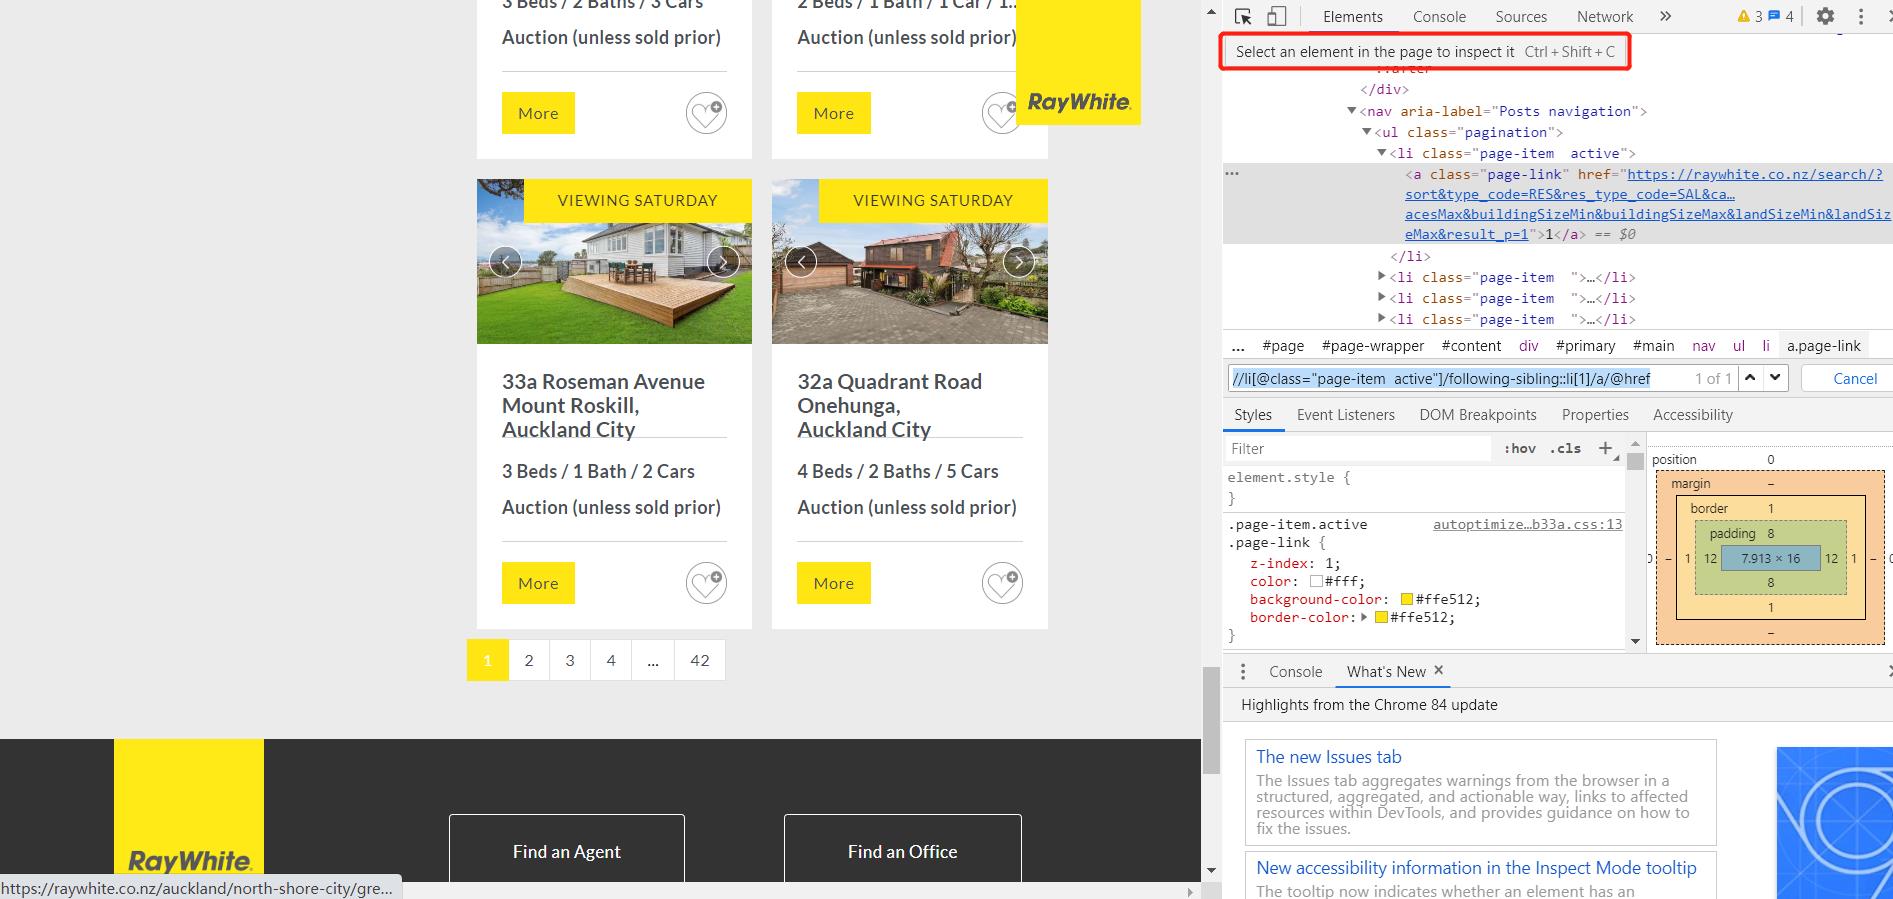 3 Beds / 2 Baths / 3 Cars
Auction (unless sold prior)
More
2 Beds / 1 Bath / 1 Car / 1...
Auction (unless sold prior)
More
RayWhite.
VIEWING SATURDAY
33a Roseman Avenue
Mount Roskill,
Auckland City
3 Beds / 1 Bath / 2 Cars
Auction (unless sold prior)
More
VIEWING SATURDAY
32a Quadrant Road
Onehunga,
Auckland City
4 Beds / 2 Baths / 5 Cars
Auction (unless sold prior)
More
1 2 3 4 ... 42
RayWhite.
Find an Agent
Find an Office
https://raywhite.co.nz/auckland/north-shore-city/gre...
Elements Console Sources Network » 3 4
Select an element in the page to inspect it Ctrl + Shift + C
::after
</div>
<nav aria-label="Posts navigation">
<ul class="pagination">
<li class="page-item  active">
... <a class="page-link" href="https://raywhite.co.nz/search/?
sort&type_code=RES&res_type_code=SAL&ca…
acesMax&buildingSizeMin&buildingSizeMax&landSizeMin&landSiz
eMax&result_p=1">1</a> == $0
</li>
<li class="page-item  ">…</li>
<li class="page-item  ">…</li>
<li class="page-item  ">…</li>
... #page #page-wrapper #content div #primary #main nav ul li a.page-link
//li[@class="page-item  active"]/following-sibling::li[1]/a/@href 1 of 1 Cancel
Styles Event Listeners DOM Breakpoints Properties Accessibility
Filter :hov .cls +
element.style {
}
.page-item.active autoptimize…b33a.css:13
.page-link {
z-index: 1;
color: #fff;
background-color: #ffe512;
border-color: #ffe512;
}
position 0
margin –
border 1
padding 8
0 – 1 12 7.913 × 16 12 1 – 0
8
1
–
Console What's New ×
Highlights from the Chrome 84 update
The new Issues tab
The Issues tab aggregates warnings from the browser in a
structured, aggregated, and actionable way, links to affected
resources within DevTools, and provides guidance on how to
fix the issues.
New accessibility information in the Inspect Mode tooltip
The tooltip now indicates whether an element has an